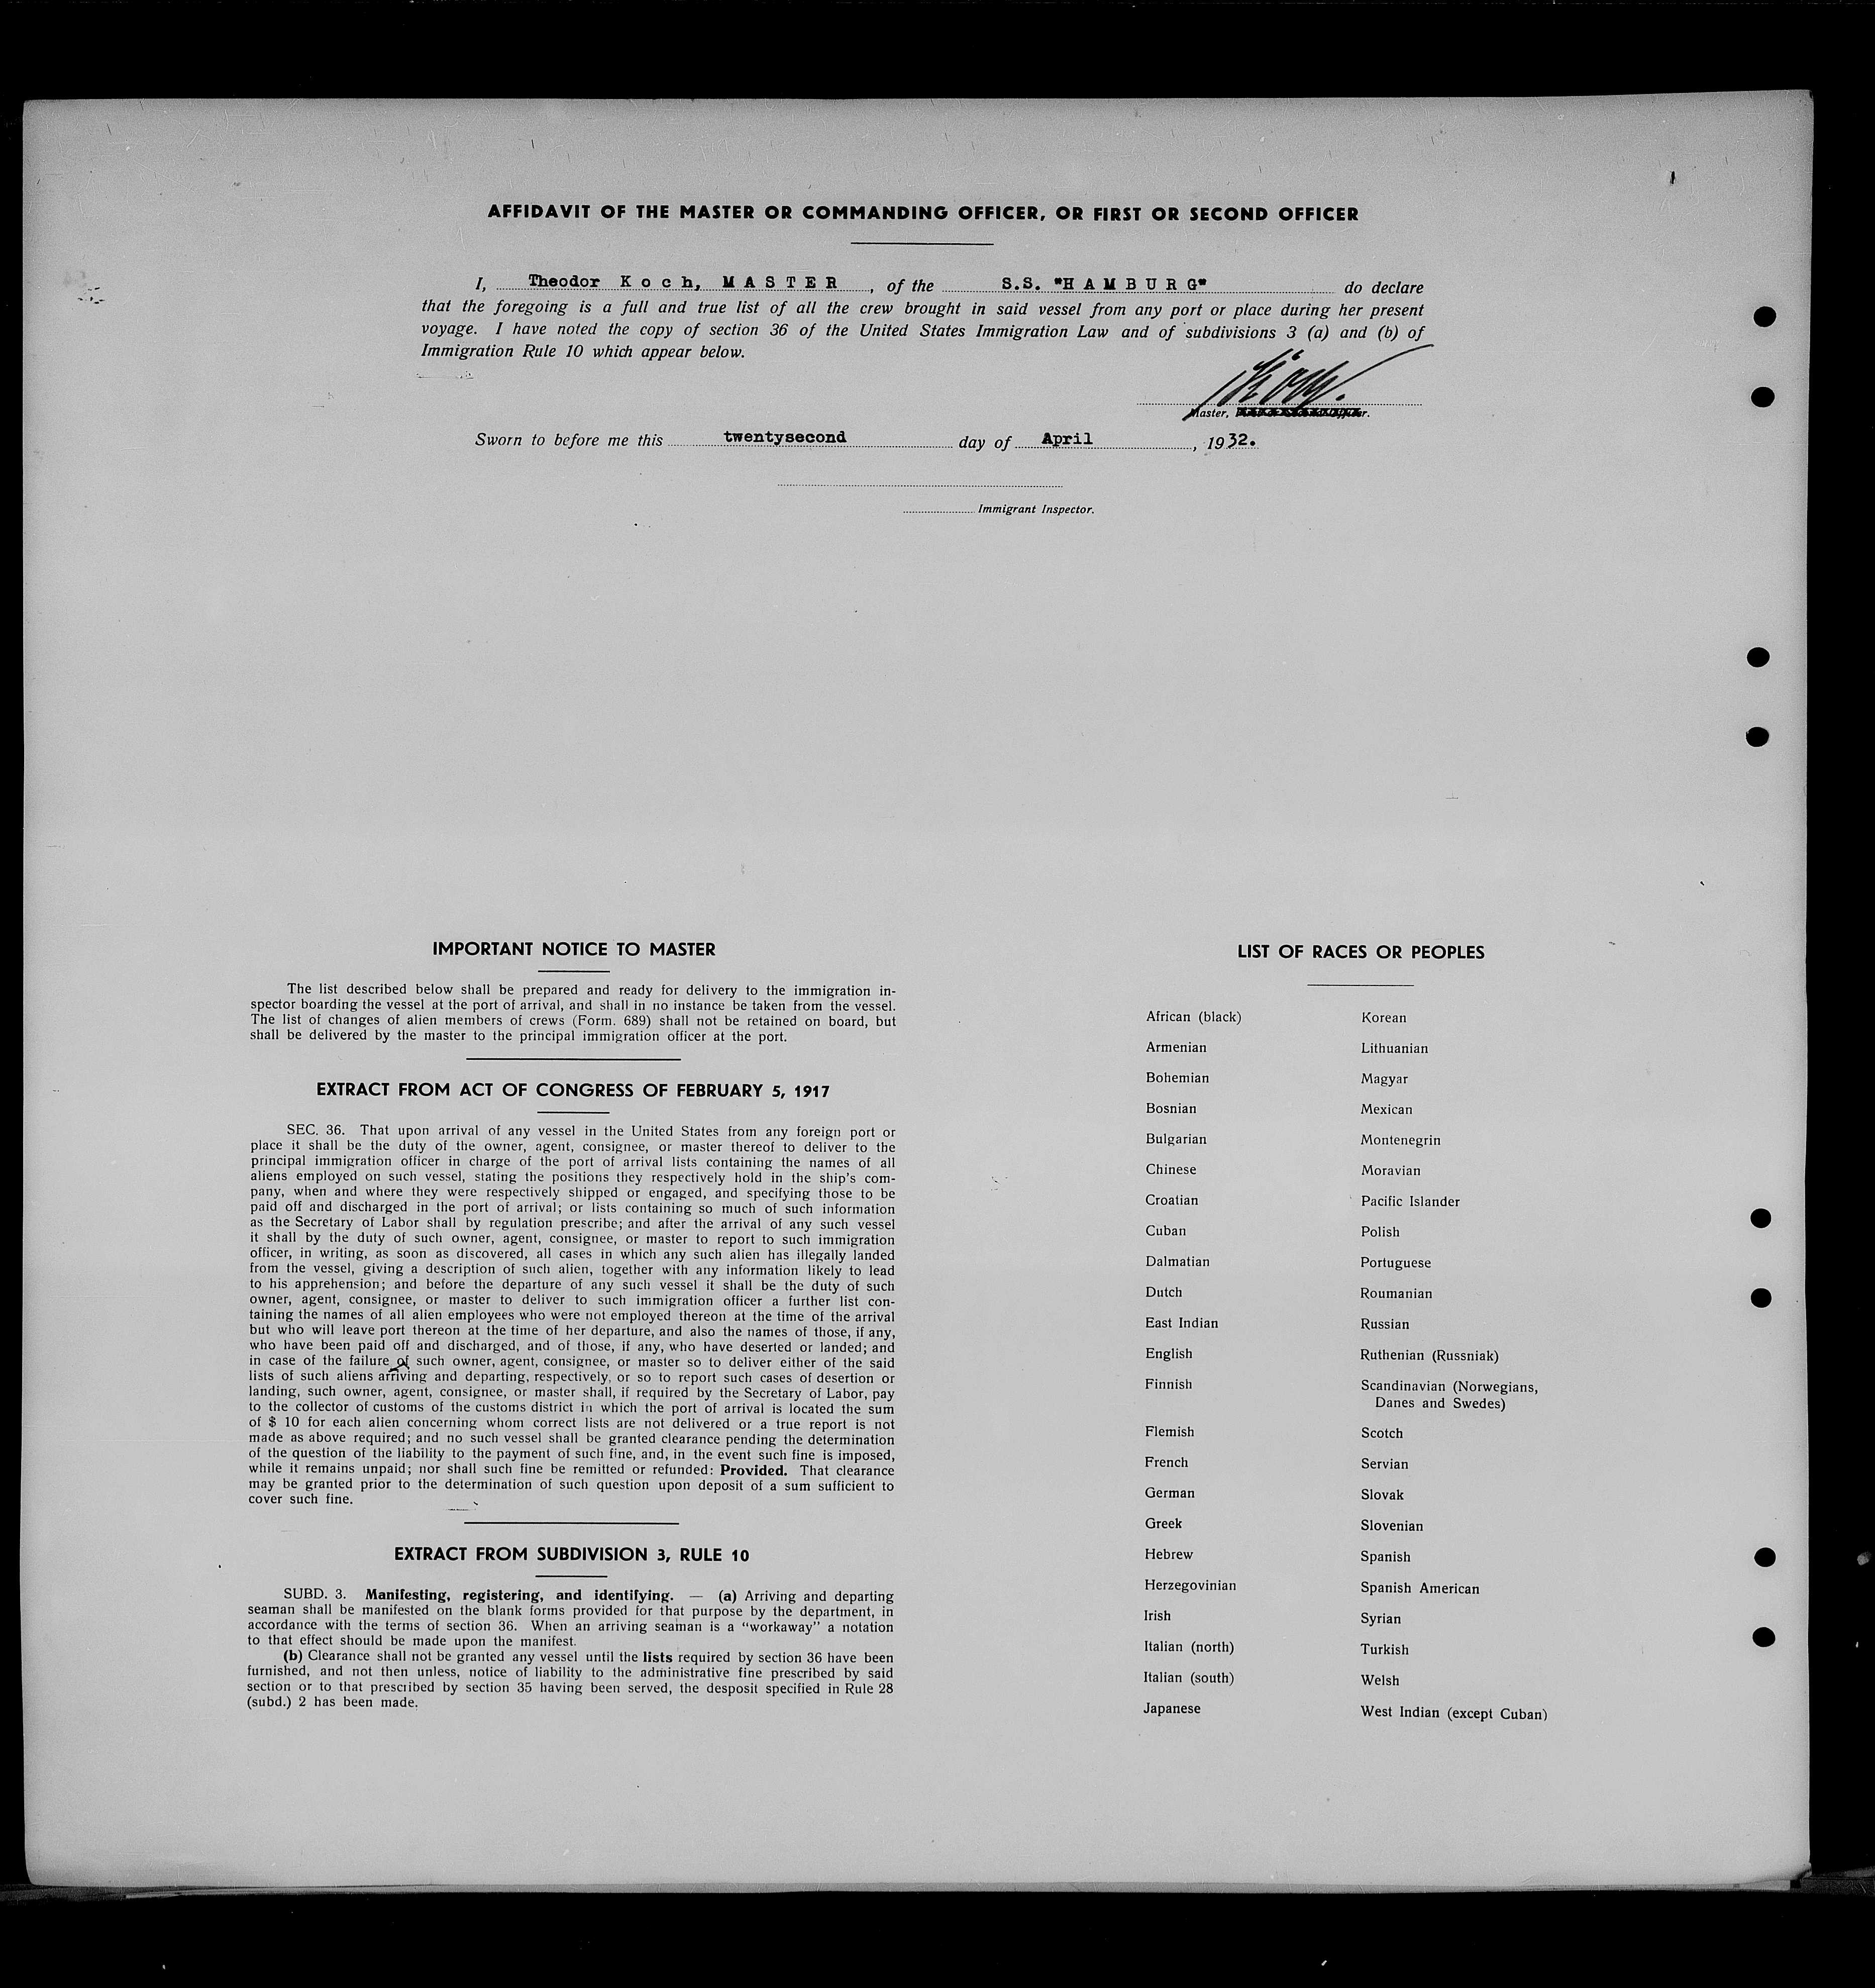 AFFIDAVIT OF THE MASTER OR COMMANDING OFFICER, OR FIRST OR SECOND OFFICER
I, Theodor K o c h, M A S T E R, of the S.S. "H A M B U R G" do declare
that the foregoing is a full and true list of all the crew brought in said vessel from any port or place during her present
voyage. I have noted the copy of section 36 of the United States Immigration Law and of subdivisions 3 (a) and (b) of
Immigration Rule 10 which appear below.
Koch.
Master,
Sworn to before me this twentysecond day of April, 1932.
Immigrant Inspector.
IMPORTANT NOTICE TO MASTER
The list described below shall be prepared and ready for delivery to the immigration in-
spector boarding the vessel at the port of arrival, and shall in no instance be taken from the vessel.
The list of changes of alien members of crews (Form. 689) shall not be retained on board, but
shall be delivered by the master to the principal immigration officer at the port.
EXTRACT FROM ACT OF CONGRESS OF FEBRUARY 5, 1917
SEC. 36. That upon arrival of any vessel in the United States from any foreign port or
place it shall be the duty of the owner, agent, consignee, or master thereof to deliver to the
principal immigration officer in charge of the port of arrival lists containing the names of all
aliens employed on such vessel, stating the positions they respectively hold in the ship's com-
pany, when and where they were respectively shipped or engaged, and specifying those to be
paid off and discharged in the port of arrival; or lists containing so much of such information
as the Secretary of Labor shall by regulation prescribe; and after the arrival of any such vessel
it shall by the duty of such owner, agent, consignee, or master to report to such immigration
officer, in writing, as soon as discovered, all cases in which any such alien has illegally landed
from the vessel, giving a description of such alien, together with any information likely to lead
to his apprehension; and before the departure of any such vessel it shall be the duty of such
owner, agent, consignee, or master to deliver to such immigration officer a further list con-
taining the names of all alien employees who were not employed thereon at the time of the arrival
but who will leave port thereon at the time of her departure, and also the names of those, if any,
who have been paid off and discharged, and of those, if any, who have deserted or landed; and
in case of the failure of such owner, agent, consignee, or master so to deliver either of the said
lists of such aliens arriving and departing, respectively, or so to report such cases of desertion or
landing, such owner, agent, consignee, or master shall, if required by the Secretary of Labor, pay
to the collector of customs of the customs district in which the port of arrival is located the sum
of $ 10 for each alien concerning whom correct lists are not delivered or a true report is not
made as above required; and no such vessel shall be granted clearance pending the determination
of the question of the liability to the payment of such fine, and, in the event such fine is imposed,
while it remains unpaid; nor shall such fine be remitted or refunded: Provided. That clearance
may be granted prior to the determination of such question upon deposit of a sum sufficient to
cover such fine.
EXTRACT FROM SUBDIVISION 3, RULE 10
SUBD. 3. Manifesting, registering, and identifying. — (a) Arriving and departing
seaman shall be manifested on the blank forms provided for that purpose by the department, in
accordance with the terms of section 36. When an arriving seaman is a "workaway" a notation
to that effect should be made upon the manifest.
(b) Clearance shall not be granted any vessel until the lists required by section 36 have been
furnished, and not then unless, notice of liability to the administrative fine prescribed by said
section or to that prescribed by section 35 having been served, the desposit specified in Rule 28
(subd.) 2 has been made.
LIST OF RACES OR PEOPLES
African (black)
Armenian
Bohemian
Bosnian
Bulgarian
Chinese
Croatian
Cuban
Dalmatian
Dutch
East Indian
English
Finnish
Flemish
French
German
Greek
Hebrew
Herzegovinian
Irish
Italian (north)
Italian (south)
Japanese
Korean
Lithuanian
Magyar
Mexican
Montenegrin
Moravian
Pacific Islander
Polish
Portuguese
Roumanian
Russian
Ruthenian (Russniak)
Scandinavian (Norwegians,
Danes and Swedes)
Scotch
Servian
Slovak
Slovenian
Spanish
Spanish American
Syrian
Turkish
Welsh
West Indian (except Cuban)